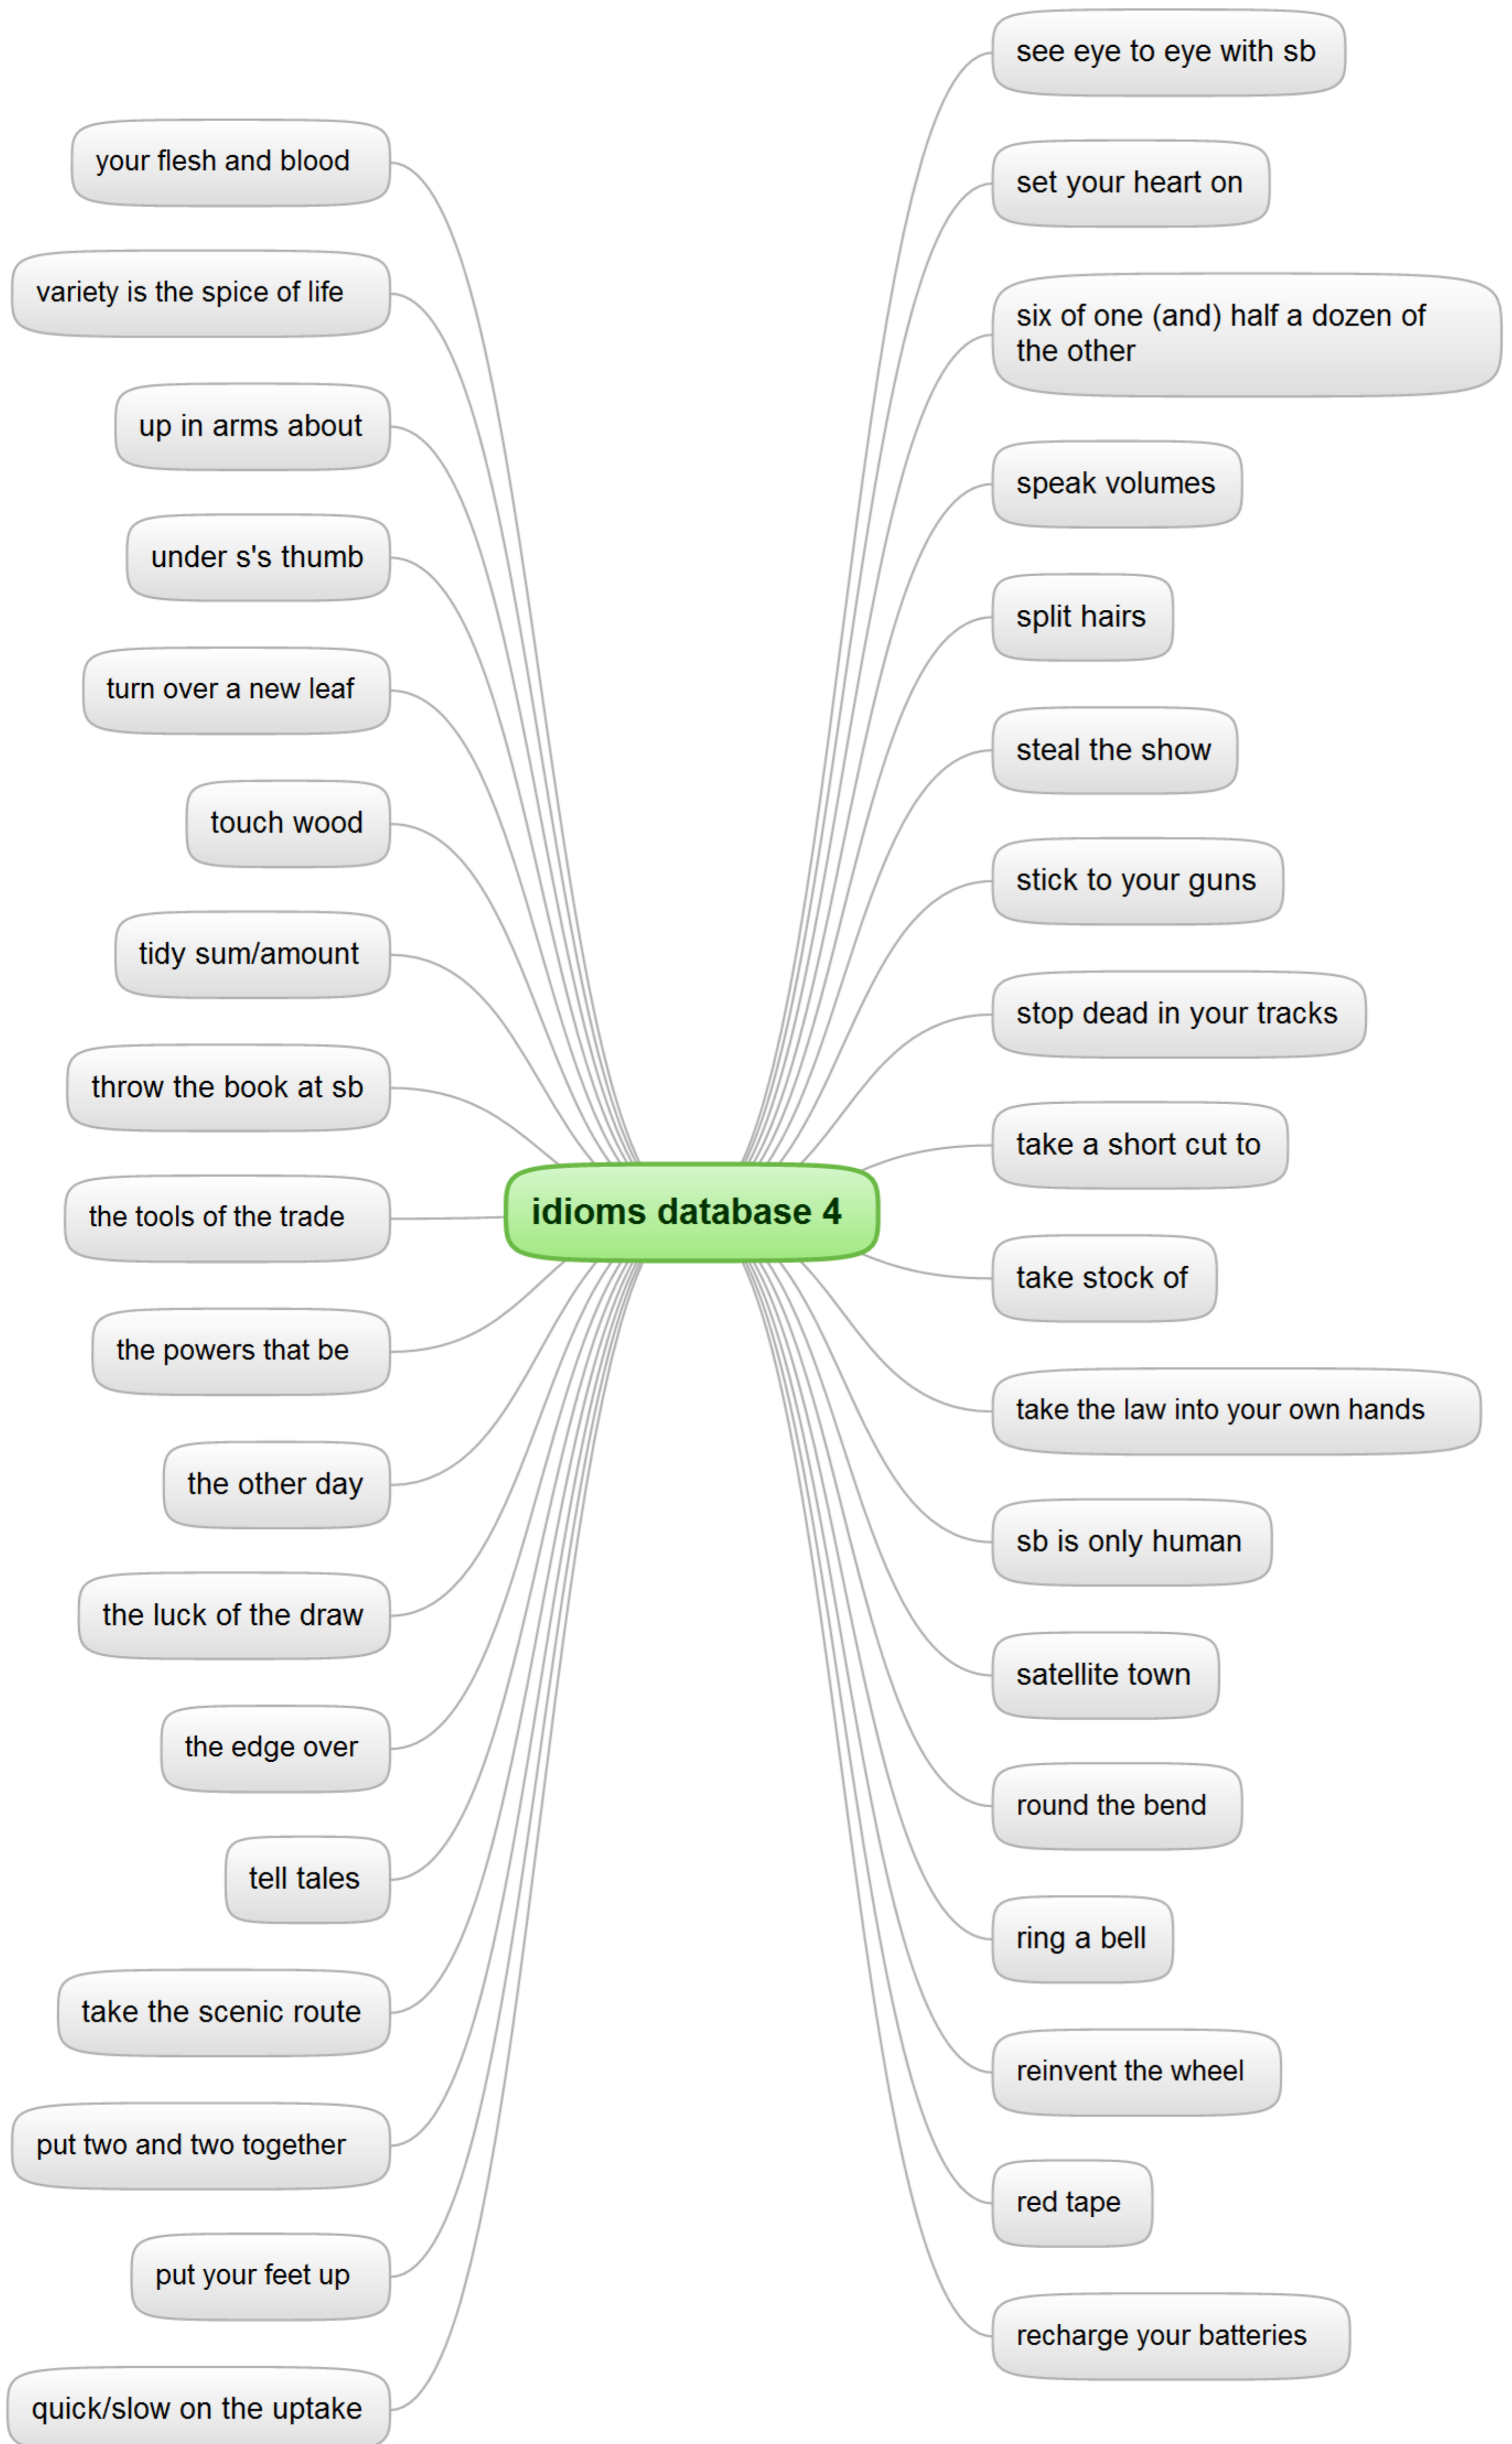 see eye to eye with sb
set your heart on
six of one (and) half a dozen of
the other
speak volumes
split hairs
steal the show
stick to your guns
stop dead in your tracks
take a short cut to
take stock of
take the law into your own hands
sb is only human
satellite town
round the bend
ring a bell
reinvent the wheel
red tape
recharge your batteries
idioms database 4
your flesh and blood
variety is the spice of life
up in arms about
under s's thumb
turn over a new leaf
touch wood
tidy sum/amount
throw the book at sb
the tools of the trade
the powers that be
the other day
the luck of the draw
the edge over
tell tales
take the scenic route
put two and two together
put your feet up
quick/slow on the uptake